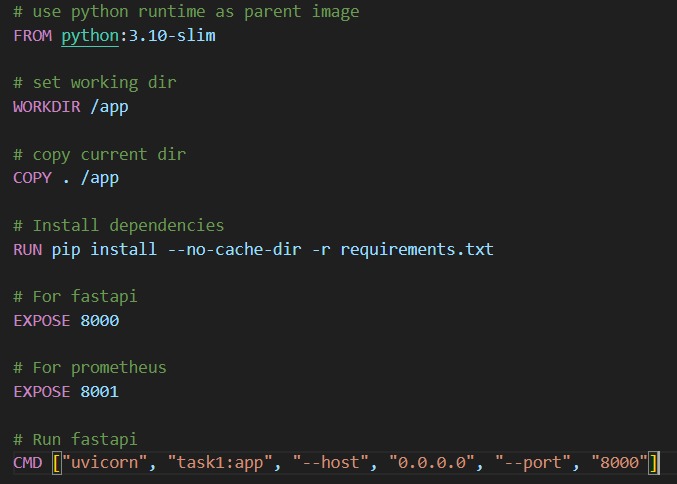 # use python runtime as parent image
FROM python:3.10-slim
# set working dir
WORKDIR /app
# copy current dir
COPY . /app
# Install dependencies
RUN pip install --no-cache-dir -r requirements.txt
# For fastapi
EXPOSE 8000
# For prometheus
EXPOSE 8001
# Run fastapi
CMD ["uvicorn", "task1:app", "--host", "0.0.0.0", "--port", "8000"]